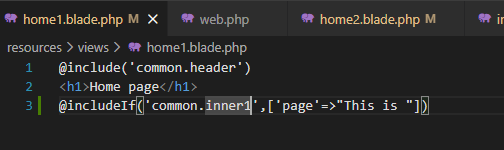 home1.blade.php M × web.php home2.blade.php M
resources > views > home1.blade.php
1 @include('common.header')
2 <h1>Home page</h1>
3 @includeIf('common.inner1',['page'=>"This is "])